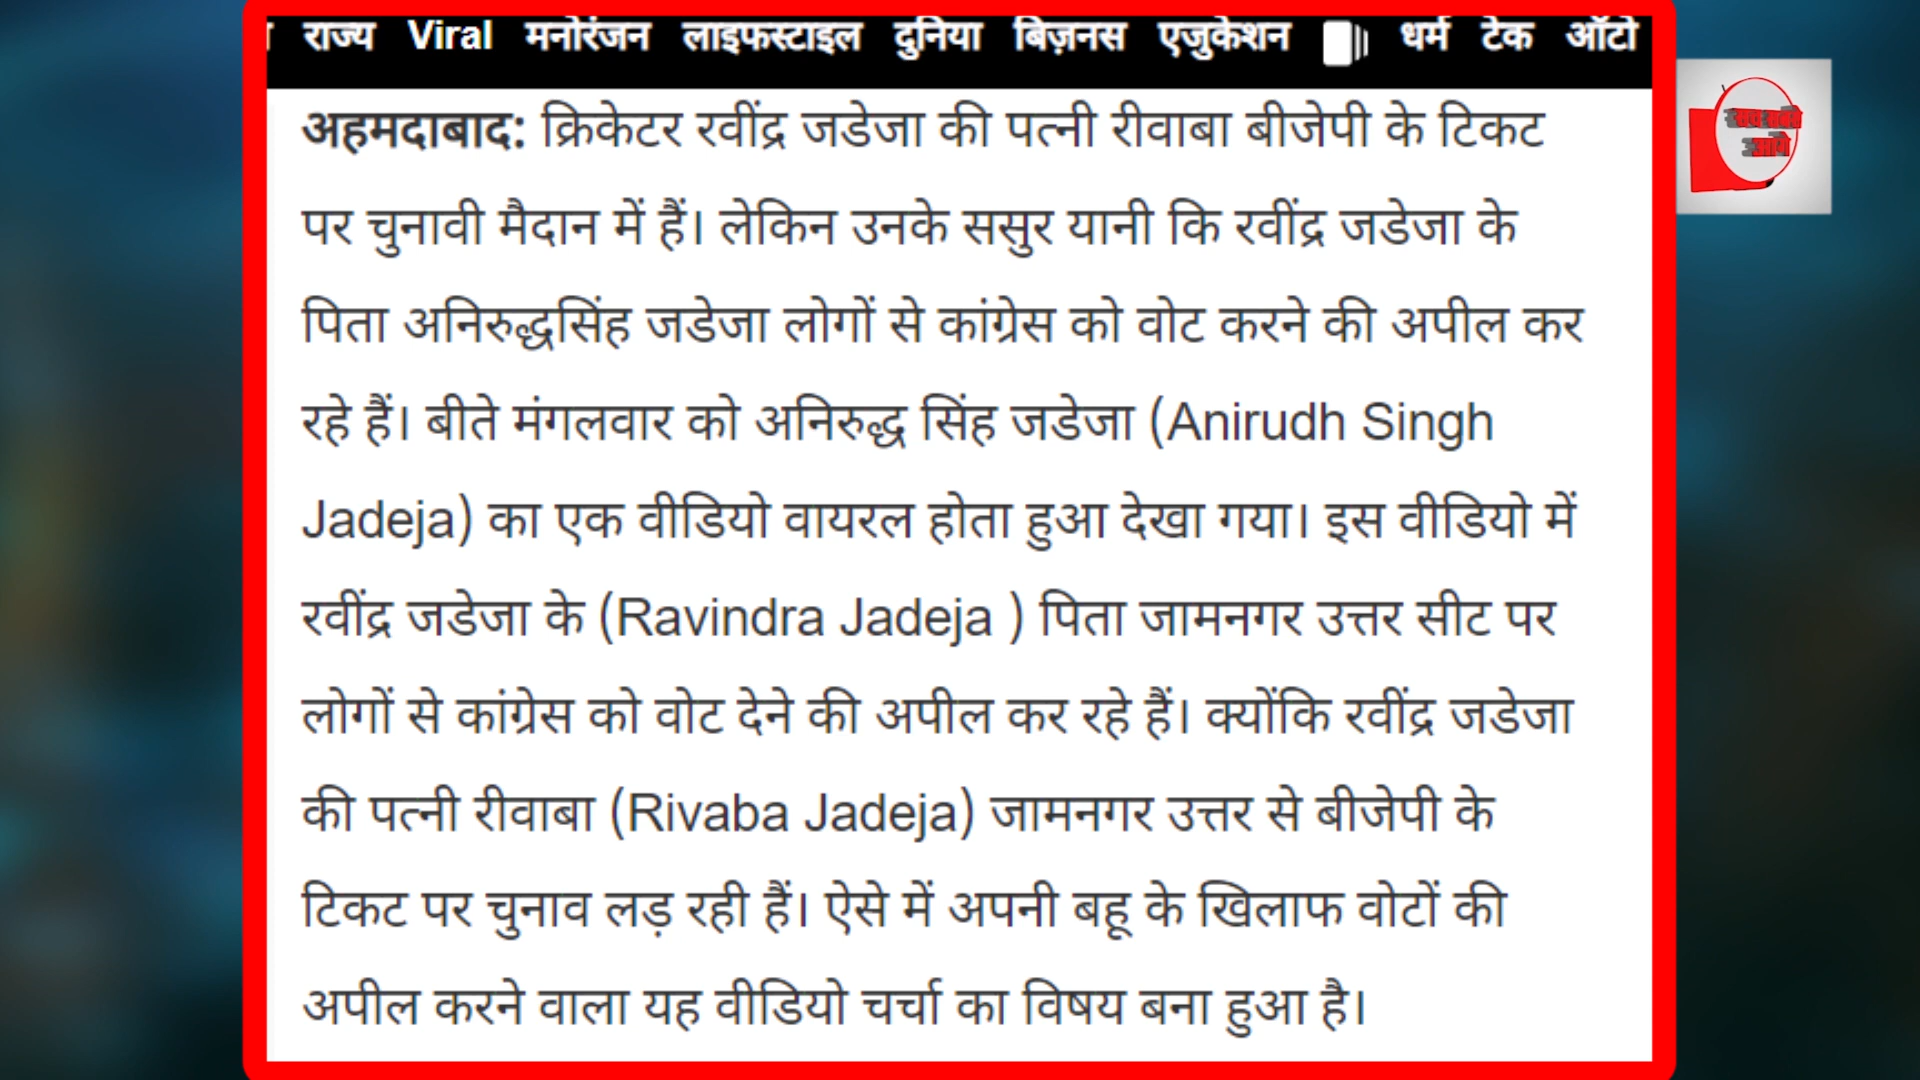 राज्य Viral मनोरंजन लाइफस्टाइल दुनिया बिज़नस एजुकेशन धर्म टेक ऑटो
अहमदाबाद: क्रिकेटर रवींद्र जडेजा की पत्नी रीवाबा बीजेपी के टिकट
पर चुनावी मैदान में हैं। लेकिन उनके ससुर यानी कि रवींद्र जडेजा के
पिता अनिरुद्धसिंह जडेजा लोगों से कांग्रेस को वोट करने की अपील कर
रहे हैं। बीते मंगलवार को अनिरुद्ध सिंह जडेजा (Anirudh Singh
Jadeja) का एक वीडियो वायरल होता हुआ देखा गया। इस वीडियो में
रवींद्र जडेजा के (Ravindra Jadeja ) पिता जामनगर उत्तर सीट पर
लोगों से कांग्रेस को वोट देने की अपील कर रहे हैं। क्योंकि रवींद्र जडेजा
की पत्नी रीवाबा (Rivaba Jadeja) जामनगर उत्तर से बीजेपी के
टिकट पर चुनाव लड़ रही हैं। ऐसे में अपनी बहू के खिलाफ वोटों की
अपील करने वाला यह वीडियो चर्चा का विषय बना हुआ है।